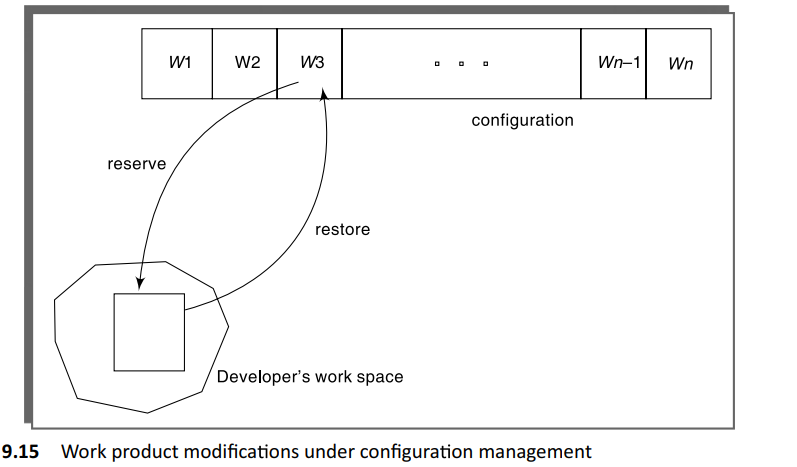 W1 W2 W3 Wn–1 Wn
configuration
reserve
restore
Developer's work space
9.15 Work product modifications under configuration management